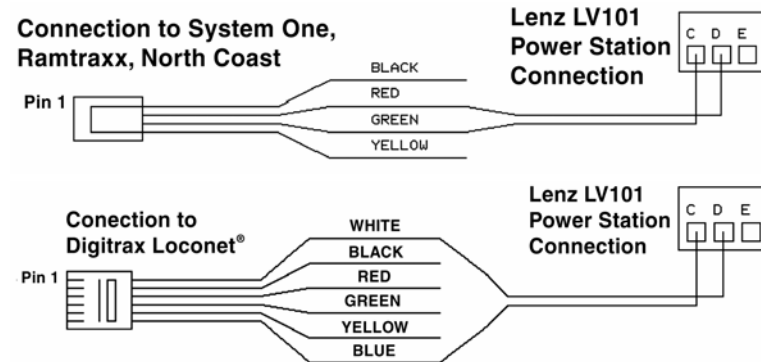 Connection to System One,
Ramtraxx, North Coast
Pin 1
BLACK
RED
GREEN
YELLOW
Lenz LV101
Power Station
Connection
C D E
Conection to
Digitrax Loconet®
Pin 1
WHITE
BLACK
RED
GREEN
YELLOW
BLUE
Lenz LV101
Power Station
Connection
C D E